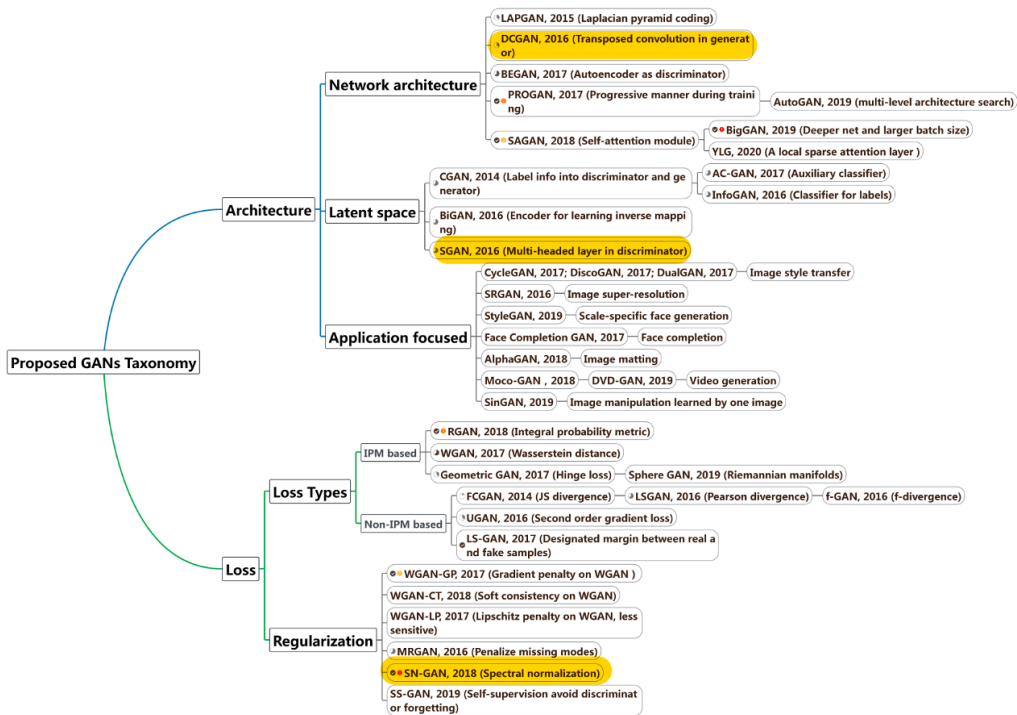 LAPGAN, 2015 (Laplacian pyramid coding)
DCGAN, 2016 (Transposed convolution in generat
or)
BEGAN, 2017 (Autoencoder as discriminator)
Network architecture
PROGAN, 2017 (Progressive manner during traini
ng)
AutoGAN, 2019 (multi-level architecture search)
SAGAN, 2018 (Self-attention module)
BigGAN, 2019 (Deeper net and larger batch size)
YLG, 2020 (A local sparse attention layer )
CGAN, 2014 (Label info into discriminator and ge
nerator)
AC-GAN, 2017 (Auxiliary classifier)
InfoGAN, 2016 (Classifier for labels)
Architecture
Latent space
BiGAN, 2016 (Encoder for learning inverse mappi
ng)
SGAN, 2016 (Multi-headed layer in discriminator)
CycleGAN, 2017; DiscoGAN, 2017; DualGAN, 2017
Image style transfer
SRGAN, 2016
Image super-resolution
StyleGAN, 2019
Scale-specific face generation
Application focused
Face Completion GAN, 2017
Face completion
AlphaGAN, 2018
Image matting
Moco-GAN , 2018
DVD-GAN, 2019
Video generation
SinGAN, 2019
Image manipulation learned by one image
Proposed GANs Taxonomy
RGAN, 2018 (Integral probability metric)
IPM based
WGAN, 2017 (Wasserstein distance)
Geometric GAN, 2017 (Hinge loss)
Sphere GAN, 2019 (Riemannian manifolds)
Loss Types
FCGAN, 2014 (JS divergence)
LSGAN, 2016 (Pearson divergence)
f-GAN, 2016 (f-divergence)
Non-IPM based
UGAN, 2016 (Second order gradient loss)
LS-GAN, 2017 (Designated margin between real a
nd fake samples)
Loss
WGAN-GP, 2017 (Gradient penalty on WGAN )
WGAN-CT, 2018 (Soft consistency on WGAN)
WGAN-LP, 2017 (Lipschitz penalty on WGAN, less
sensitive)
Regularization
MRGAN, 2016 (Penalize missing modes)
SN-GAN, 2018 (Spectral normalization)
SS-GAN, 2019 (Self-supervision avoid discriminat
or forgetting)